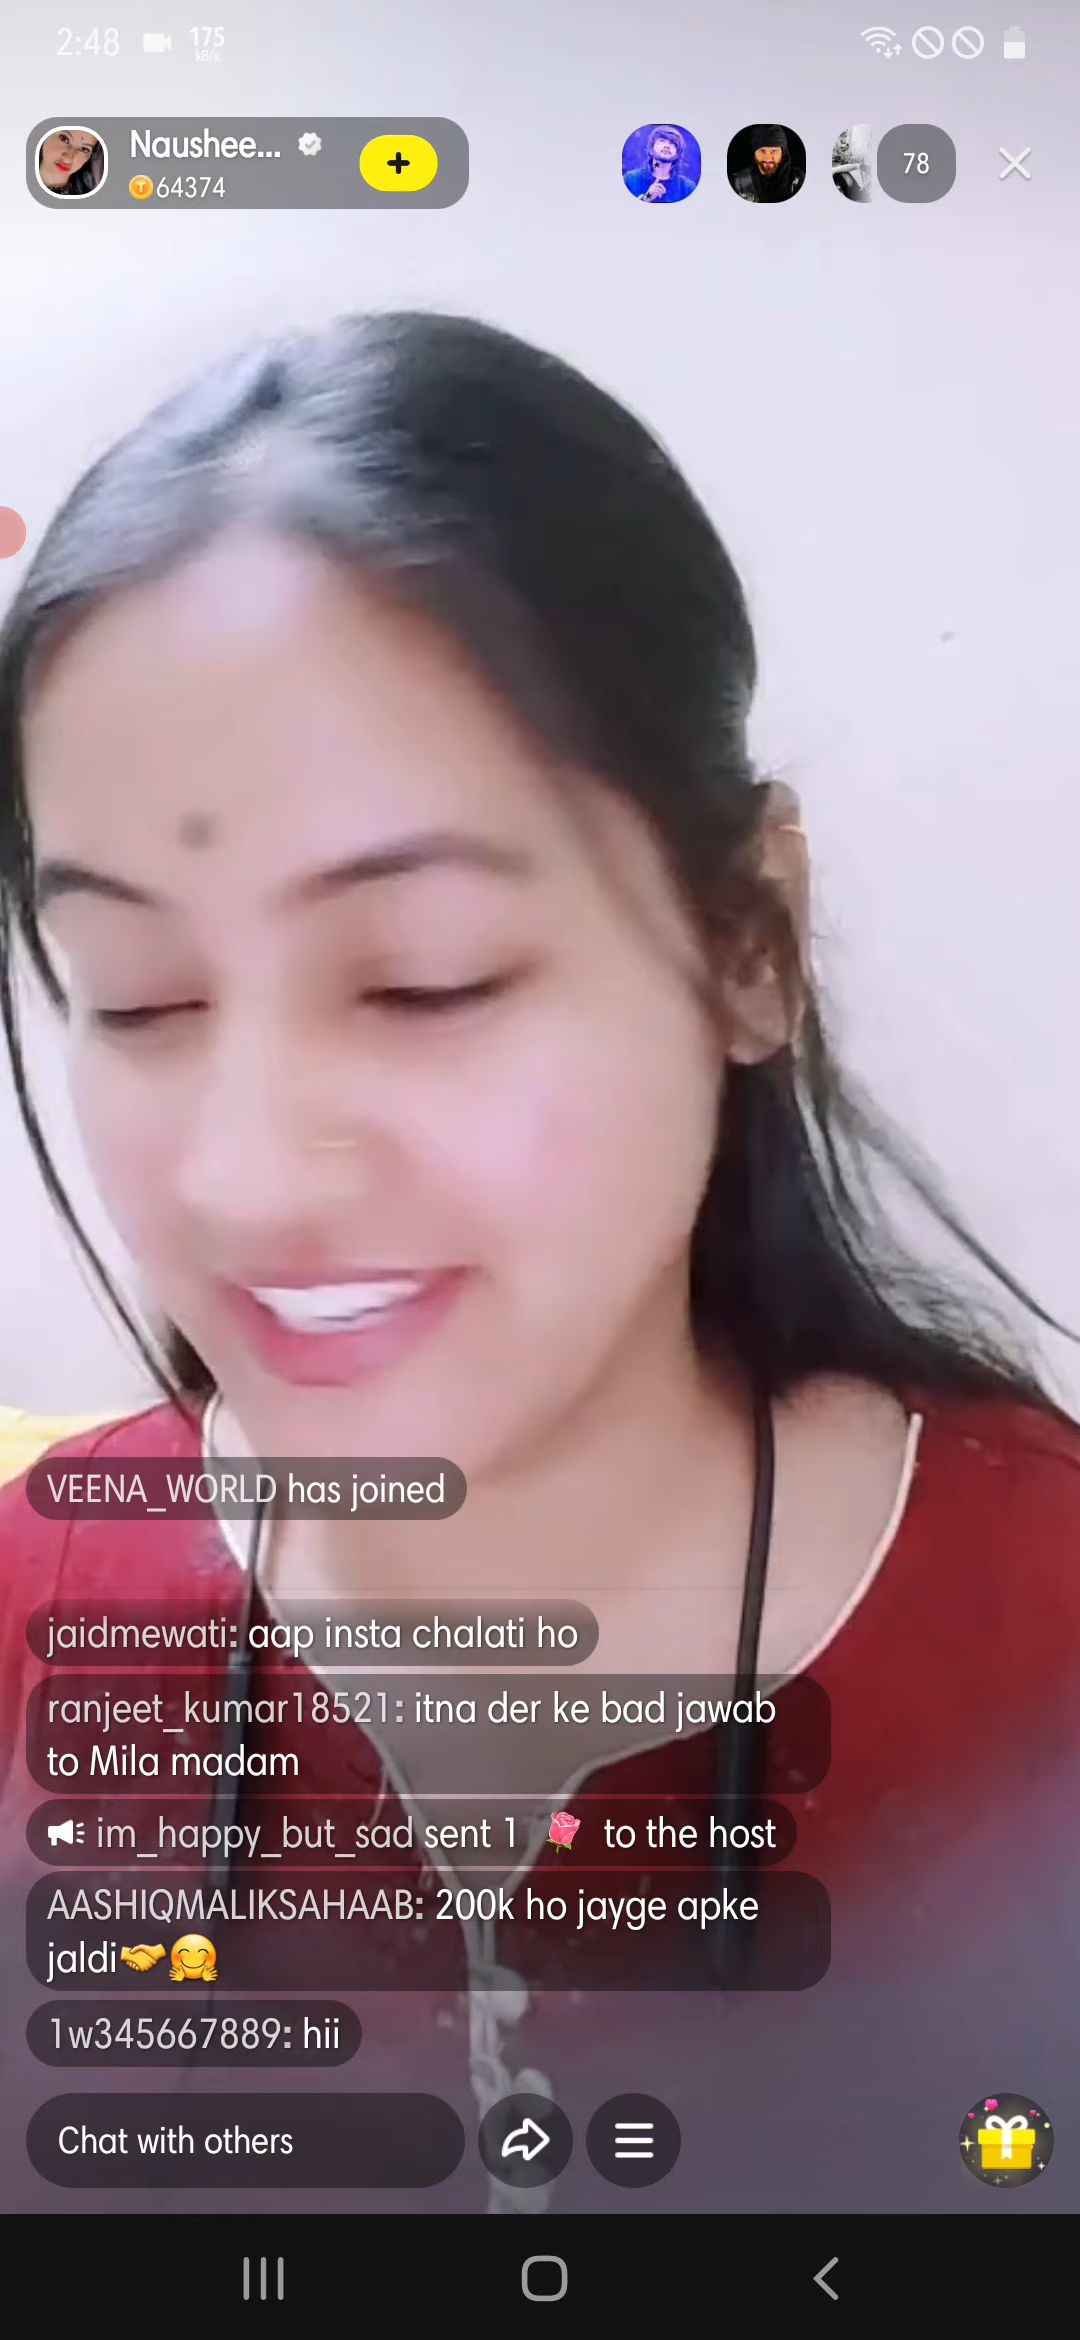 2:48 175
kB/s
Naushee...
64374
78
VEENA_WORLD has joined
jaidmewati: aap insta chalati ho
ranjeet_kumar18521: itna der ke bad jawab
to Mila madam
im_happy_but_sad sent 1 🌹 to the host
AASHIQMALIKSAHAAB: 200k ho jayge apke
jaldi🤝🤗
1w345667889: hii
Chat with others